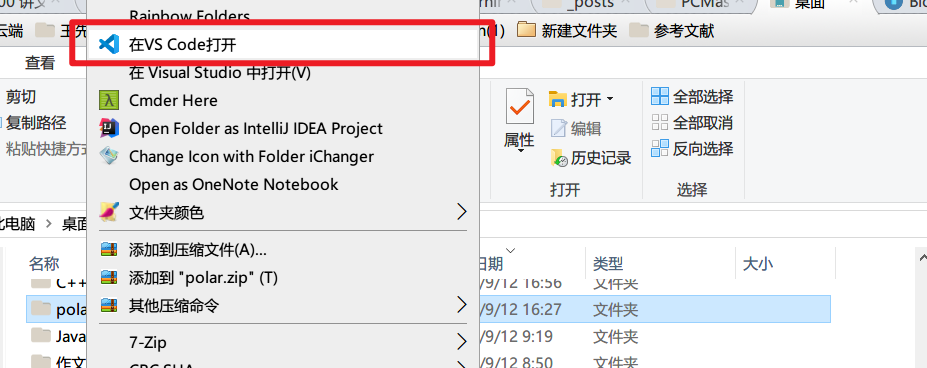 00 讲义
_posts
PCMas
桌面
Blo
Rainbow Folders
云端
王先
(1)
新建文件夹
参考文献
在VS Code打开
查看
在 Visual Studio 中打开(V)
剪切
Cmder Here
打开
全部选择
复制路径
Open Folder as IntelliJ IDEA Project
属性
编辑
全部取消
粘贴快捷方式
Change Icon with Folder iChanger
历史记录
反向选择
Open as OneNote Notebook
打开
选择
文件夹颜色
此电脑
桌面
添加到压缩文件(A)...
名称
日期
类型
大小
添加到 "polar.zip" (T)
C++
/9/12 16:56
文件夹
其他压缩命令
pola
/9/12 16:27
文件夹
7-Zip
Java
/9/12 9:19
文件夹
作文
/9/12 8:50
文件夹
CRC SHA